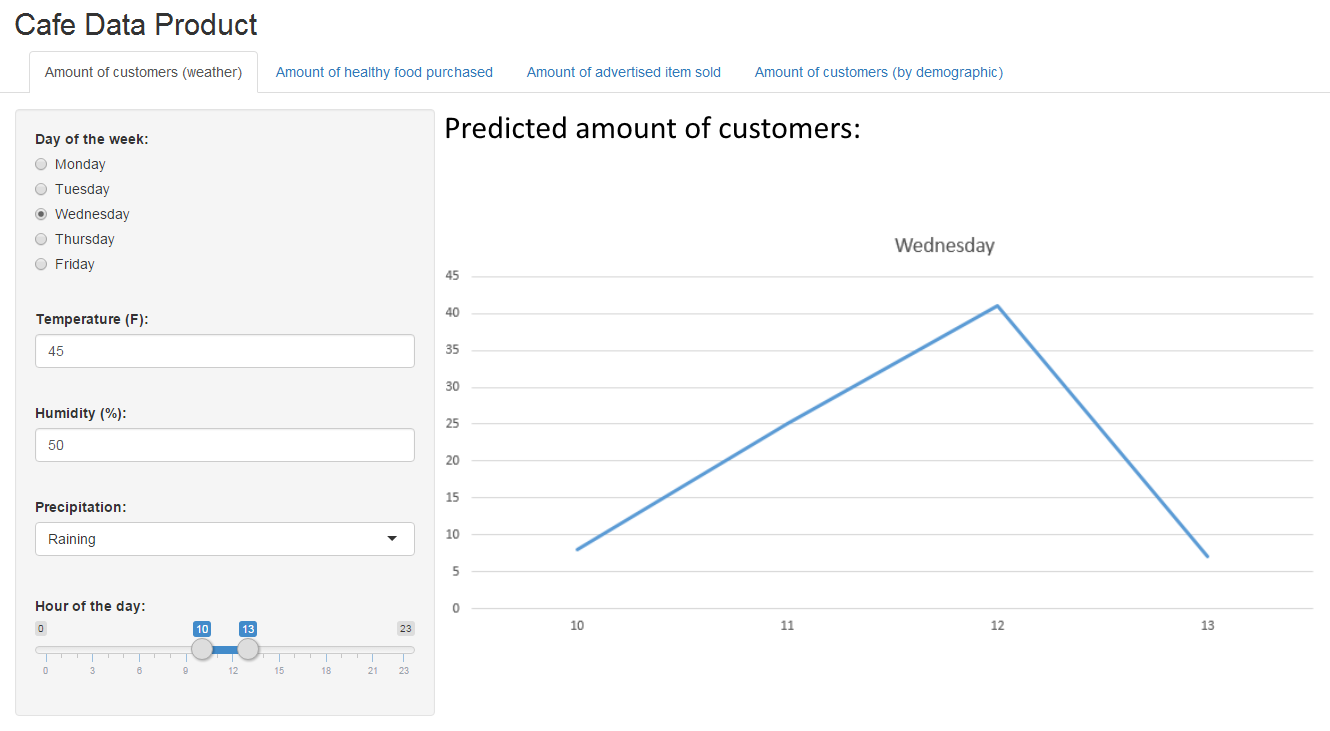 Cafe Data Product
Amount of customers (weather) Amount of healthy food purchased Amount of advertised item sold Amount of customers (by demographic)
Day of the week:
Monday
Tuesday
Wednesday
Thursday
Friday
Temperature (F):
45
Humidity (%):
50
Precipitation:
Raining
Hour of the day:
0 10 13 23
0 3 6 9 12 15 18 21 23
Predicted amount of customers:
Wednesday
45
40
35
30
25
20
15
10
5
0
10 11 12 13